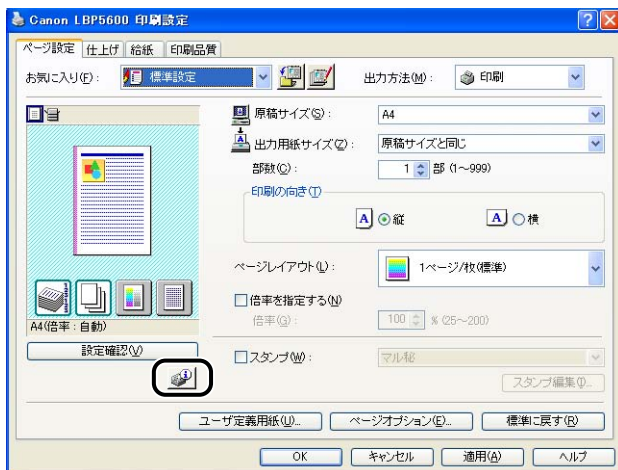 Canon LBP5600 印刷設定
ページ設定 仕上げ 給紙 印刷品質
お気に入り(F): 標準設定 出力方法(M): 印刷
原稿サイズ(S): A4
出力用紙サイズ(Z): 原稿サイズと同じ
部数(C): 1 部 (1～999)
印刷の向き(T)
A 縦 A 横
ページレイアウト(L): 1ページ/枚(標準)
倍率を指定する(N)
倍率(G): 100 % (25～200)
A4(倍率：自動)
設定確認(V)
スタンプ(W): マル秘
スタンプ編集(I)...
ユーザ定義用紙(U)... ページオプション(E)... 標準に戻す(R)
OK キャンセル 適用(A) ヘルプ